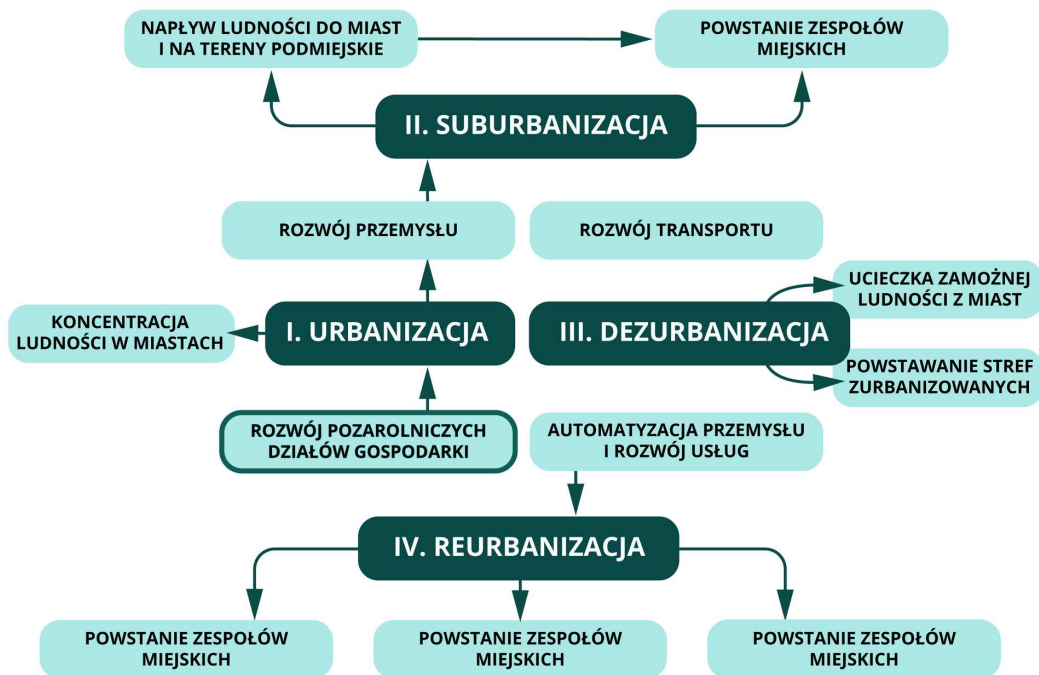 NAPŁYW LUDNOŚCI DO MIAST
I NA TERENY PODMIEJSKIE
POWSTANIE ZESPOŁÓW
MIEJSKICH
II. SUBURBANIZACJA
ROZWÓJ PRZEMYSŁU
ROZWÓJ TRANSPORTU
KONCENTRACJA
LUDNOŚCI W MIASTACH
I. URBANIZACJA
III. DEZURBANIZACJA
UCIECZKA ZAMOŻNEJ
LUDNOŚCI Z MIAST
POWSTAWANIE STREF
ZURBANIZOWANYCH
ROZWÓJ POZAROLNICZYCH
DZIAŁÓW GOSPODARKI
AUTOMATYZACJA PRZEMYSŁU
I ROZWÓJ USŁUG
IV. REURBANIZACJA
POWSTANIE ZESPOŁÓW
MIEJSKICH
POWSTANIE ZESPOŁÓW
MIEJSKICH
POWSTANIE ZESPOŁÓW
MIEJSKICH